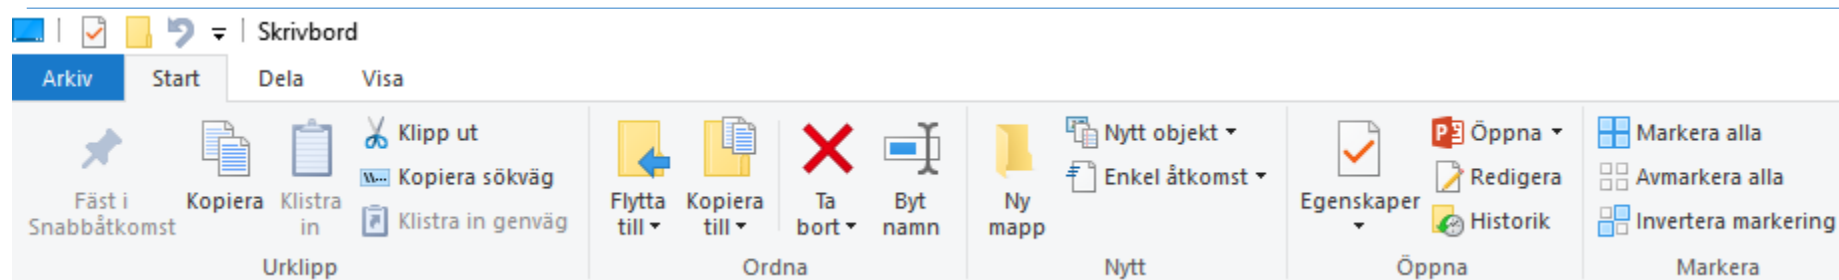 Skrivbord
Arkiv Start Dela Visa
Fäst i
Snabbåtkomst
Kopiera
Klistra
in
Klipp ut
Kopiera sökväg
Klistra in genväg
Urklipp
Flytta
till
Kopiera
till
Ta
bort
Byt
namn
Ordna
Ny
mapp
Nytt objekt
Enkel åtkomst
Nytt
Egenskaper
Öppna
Redigera
Historik
Öppna
Markera alla
Avmarkera alla
Invertera markering
Markera